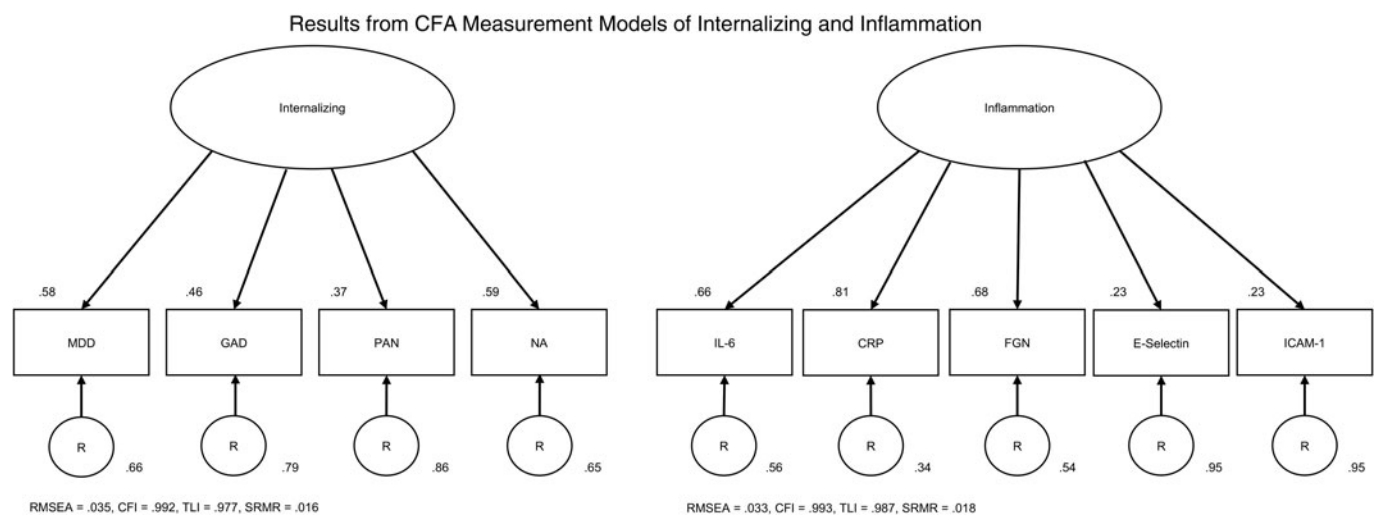 Results from CFA Measurement Models of Internalizing and Inflammation
Internalizing
Inflammation
.58 .46 .37 .59 .66 .81 .68 .23 .23
MDD GAD PAN NA IL-6 CRP FGN E-Selectin ICAM-1
R R R R R R R R R
.66 .79 .86 .65 .56 .34 .54 .95 .95
RMSEA = .035, CFI = .992, TLI = .977, SRMR = .016
RMSEA = .033, CFI = .993, TLI = .987, SRMR = .018